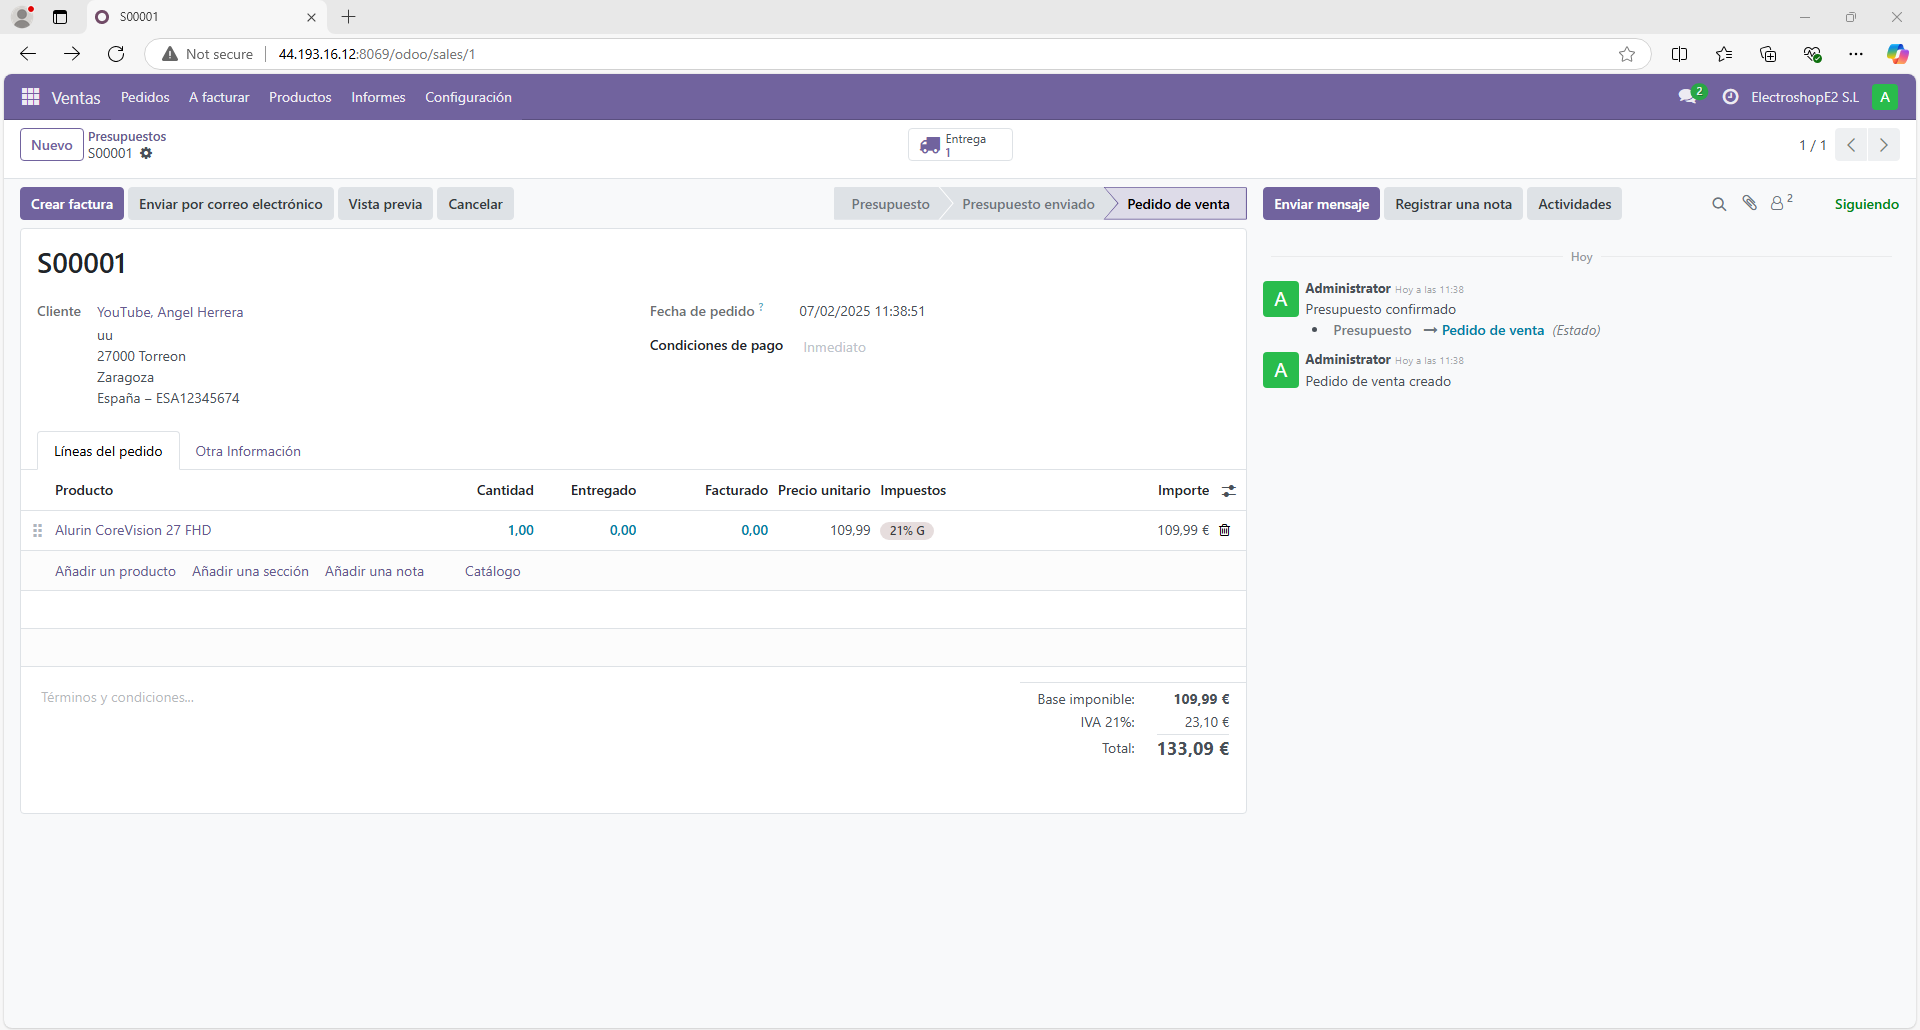 S00001
Not secure
44.193.16.12:8069/odoo/sales/1
Ventas Pedidos A facturar Productos Informes Configuración
2 ElectroshopE2 S.L A
Nuevo
Presupuestos
S00001
Entrega
1
1 / 1
Crear factura Enviar por correo electrónico Vista previa Cancelar
Presupuesto Presupuesto enviado Pedido de venta
Enviar mensaje Registrar una nota Actividades
2 Siguiendo
S00001
Cliente YouTube, Angel Herrera
uu
27000 Torreon
Zaragoza
España – ESA12345674
Fecha de pedido ? 07/02/2025 11:38:51
Condiciones de pago Inmediato
Líneas del pedido Otra Información
Producto Cantidad Entregado Facturado Precio unitario Impuestos Importe
Alurin CoreVision 27 FHD 1,00 0,00 0,00 109,99 21% G 109,99 €
Añadir un producto Añadir una sección Añadir una nota Catálogo
Términos y condiciones...
Base imponible: 109,99 €
IVA 21%: 23,10 €
Total: 133,09 €
Hoy
A
Administrator Hoy a las 11:38
Presupuesto confirmado
• Presupuesto → Pedido de venta (Estado)
A
Administrator Hoy a las 11:38
Pedido de venta creado